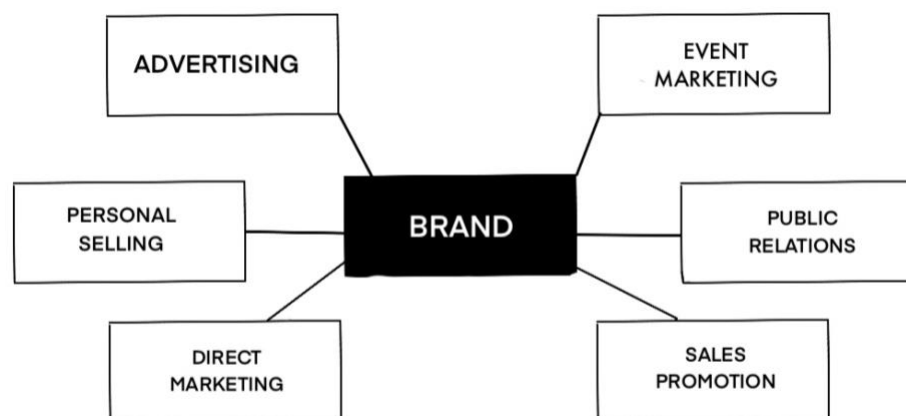 ADVERTISING
EVENT
MARKETING
PERSONAL
SELLING
BRAND
PUBLIC
RELATIONS
DIRECT
MARKETING
SALES
PROMOTION